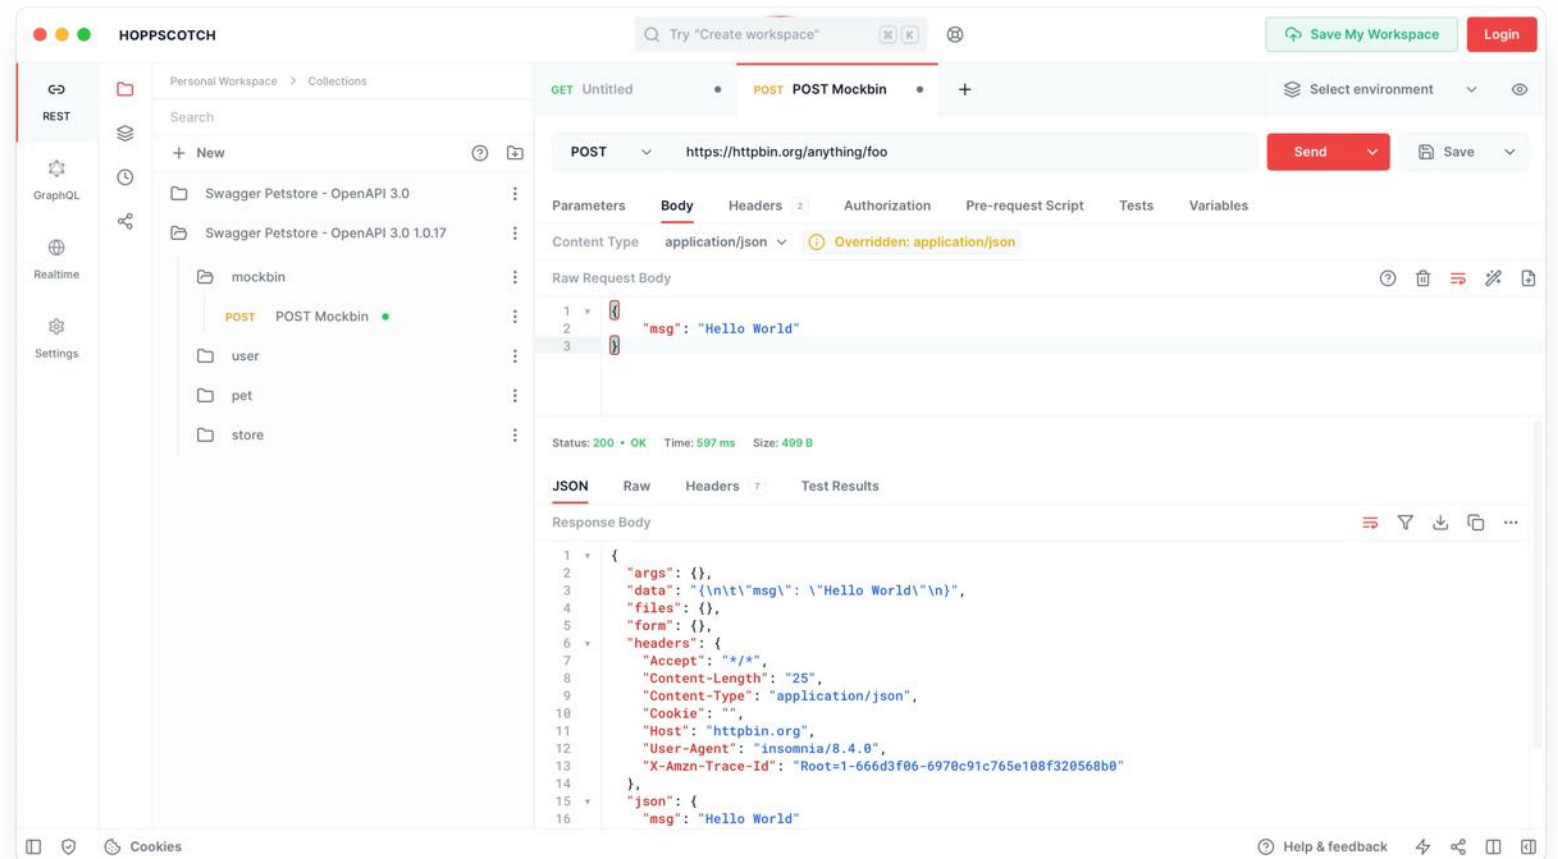 HOPPSCOTCH
Try "Create workspace"
⌘ K
Save My Workspace
Login
REST
GraphQL
Realtime
Settings
Personal Workspace > Collections
Search
+ New
Swagger Petstore - OpenAPI 3.0
Swagger Petstore - OpenAPI 3.0 1.0.17
mockbin
POST POST Mockbin
user
pet
store
GET Untitled
POST POST Mockbin
Select environment
POST https://httpbin.org/anything/foo
Send
Save
Parameters Body Headers 2 Authorization Pre-request Script Tests Variables
Content Type application/json Overridden: application/json
Raw Request Body
1 {
2 "msg": "Hello World"
3 }
Status: 200 • OK Time: 597 ms Size: 499 B
JSON Raw Headers 7 Test Results
Response Body
1 {
2 "args": {},
3 "data": "{\n\t\"msg\": \"Hello World\"\n}",
4 "files": {},
5 "form": {},
6 "headers": {
7 "Accept": "*/*",
8 "Content-Length": "25",
9 "Content-Type": "application/json",
10 "Cookie": "",
11 "Host": "httpbin.org",
12 "User-Agent": "insomnia/8.4.0",
13 "X-Amzn-Trace-Id": "Root=1-666d3f06-6970c91c765e108f320568b0"
14 },
15 "json": {
16 "msg": "Hello World"
Cookies
Help & feedback